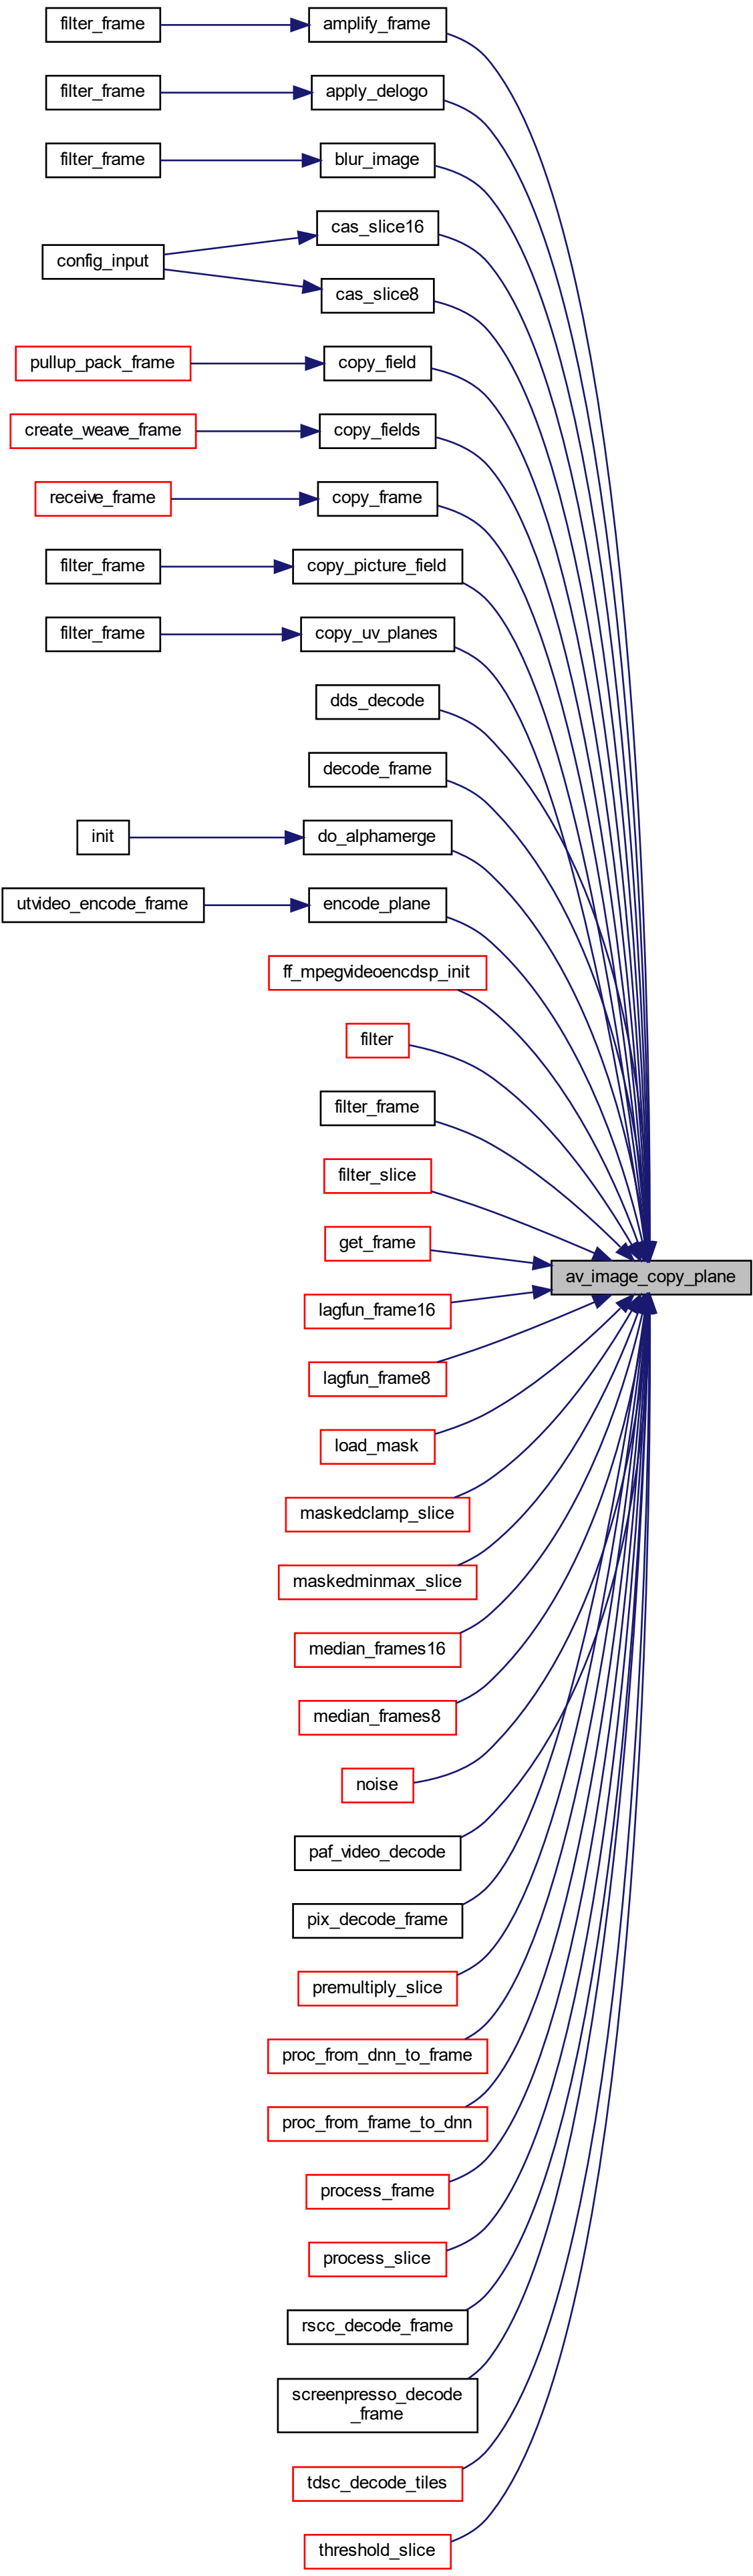 filter_frame
amplify_frame
filter_frame
apply_delogo
filter_frame
blur_image
cas_slice16
config_input
cas_slice8
pullup_pack_frame
copy_field
create_weave_frame
copy_fields
receive_frame
copy_frame
filter_frame
copy_picture_field
filter_frame
copy_uv_planes
dds_decode
decode_frame
init
do_alphamerge
utvideo_encode_frame
encode_plane
ff_mpegvideoencdsp_init
filter
filter_frame
filter_slice
get_frame
av_image_copy_plane
lagfun_frame16
lagfun_frame8
load_mask
maskedclamp_slice
maskedminmax_slice
median_frames16
median_frames8
noise
paf_video_decode
pix_decode_frame
premultiply_slice
proc_from_dnn_to_frame
proc_from_frame_to_dnn
process_frame
process_slice
rscc_decode_frame
screenpresso_decode
_frame
tdsc_decode_tiles
threshold_slice